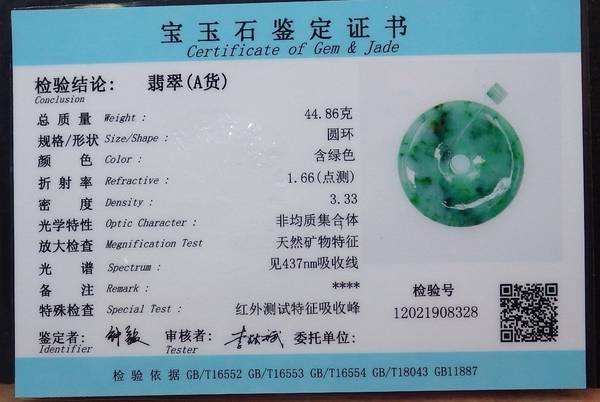 宝玉石鉴定证书
Certificate of Gem & Jade
检验结论: 翡翠(A货)
Conclusion
总质量 Weight : 44.86克
规格/形状 Size/Shape : 圆环
颜色 Color : 含绿色
折射率 Refractive : 1.66(点测)
密度 Density : 3.33
光学特性 Optic Character : 非均质集合体
放大检查 Megnification Test 天然矿物特征
光谱 Spectrum : 见437nm吸收线
备注 Remark : ****
特殊检查 Special Test : 红外测试特征吸收峰
检验号
12021908328
鉴定者: 审核者: 委托单位:
Identifier Tester
检验依据 GB/T16552 GB/T16553 GB/T16554 GB/T18043 GB11887